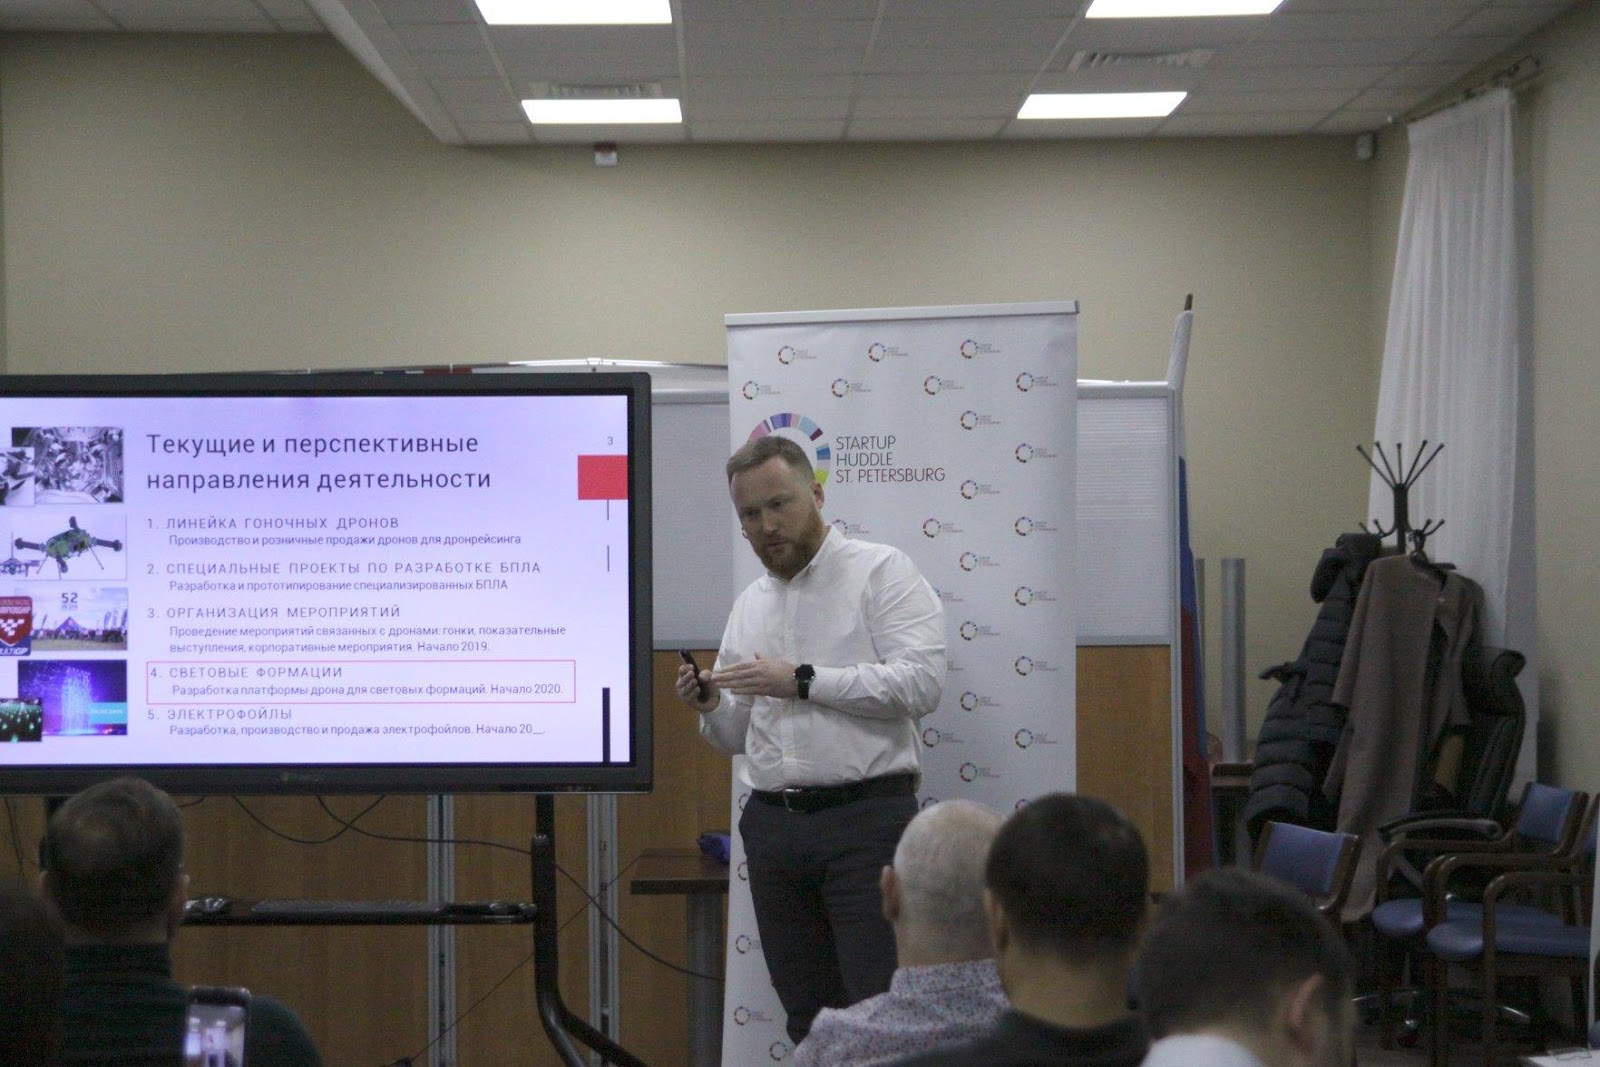 Текущие и перспективные
направления деятельности
3
1. ЛИНЕЙКА ГОНОЧНЫХ ДРОНОВ
Производство и розничные продажи дронов для дронрейсинга
2. СПЕЦИАЛЬНЫЕ ПРОЕКТЫ ПО РАЗРАБОТКЕ БПЛА
Разработка и прототипирование специализированных БПЛА
3. ОРГАНИЗАЦИЯ МЕРОПРИЯТИЙ
Проведение мероприятий связанных с дронами: гонки, показательные
выступления, корпоративные мероприятия. Начало 2019.
4. СВЕТОВЫЕ ФОРМАЦИИ
Разработка платформы дрона для световых формаций. Начало 2020.
5. ЭЛЕКТРОФОЙЛЫ
Разработка, производство и продажа электрофойлов. Начало 20__.
52
MULTIGP
STARTUP
HUDDLE
ST. PETERSBURG